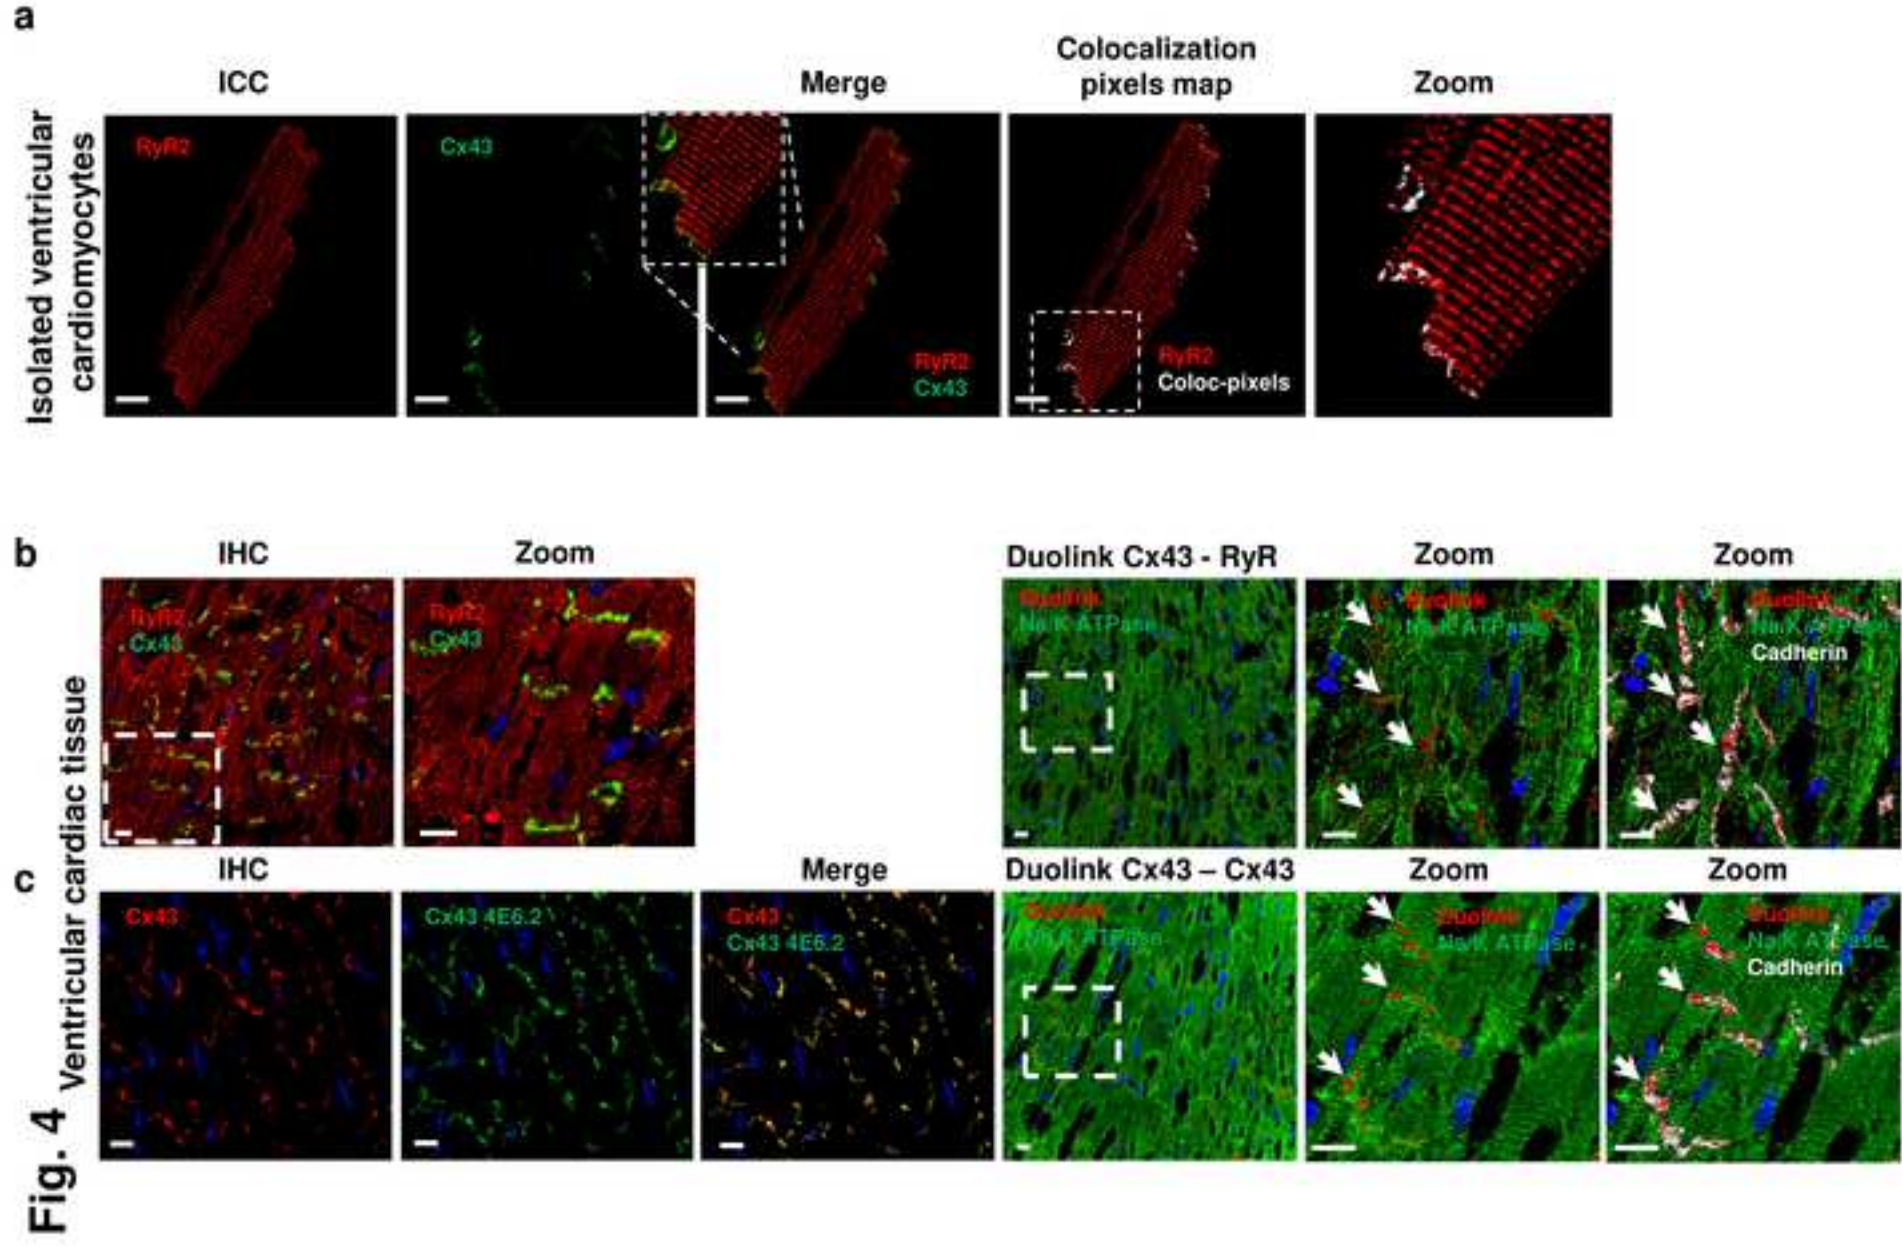 a
ICC
Merge
Colocalization
pixels map
Zoom
Isolated ventricular
cardiomyocytes
RyR2
Cx43
RyR2
Cx43
RyR2
Coloc-pixels
b
IHC
Zoom
Duolink Cx43 - RyR
Zoom
Zoom
Ventricular cardiac tissue
RyR2
Cx43
RyR2
Cx43
Duolink
Na/K ATPase
Duolink
Na/K ATPase
Duolink
Na/K ATPase
Cadherin
c
IHC
Merge
Duolink Cx43 – Cx43
Zoom
Zoom
Cx43
Cx43 4E6.2
Cx43
Cx43 4E6.2
Duolink
Na/K ATPase
Duolink
Na/K ATPase
Duolink
Na/K ATPase
Cadherin
Fig. 4